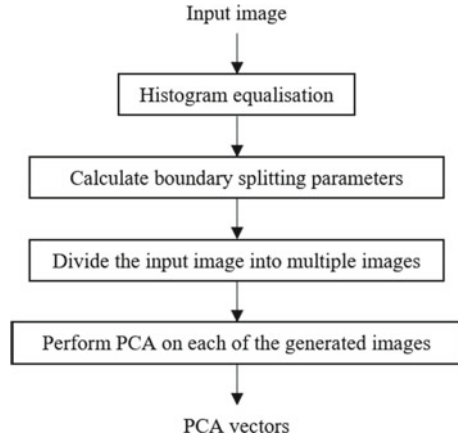 Input image
Histogram equalisation
Calculate boundary splitting parameters
Divide the input image into multiple images
Perform PCA on each of the generated images
PCA vectors